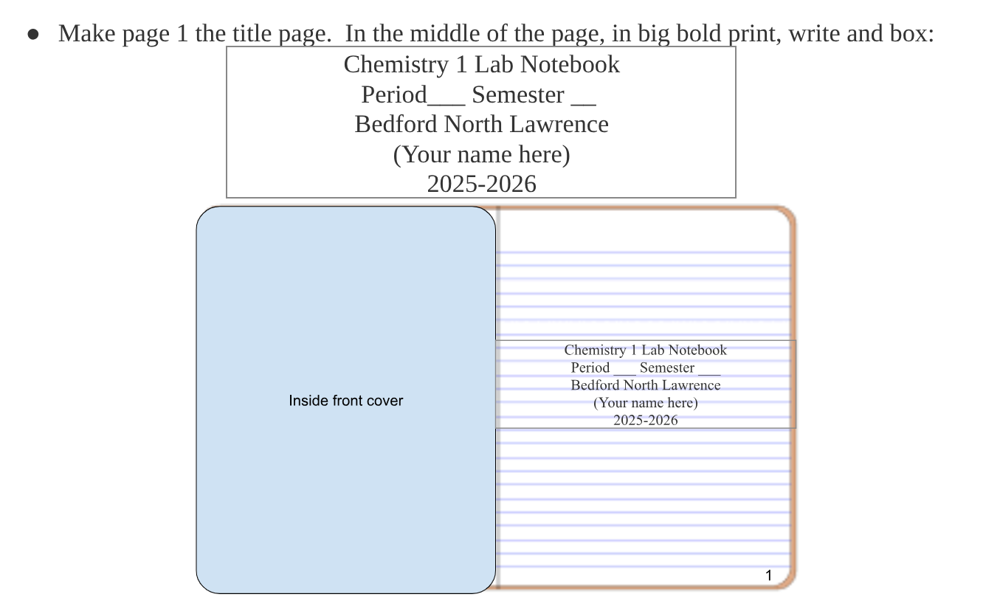 ● Make page 1 the title page.  In the middle of the page, in big bold print, write and box:
Chemistry 1 Lab Notebook
Period___ Semester __
Bedford North Lawrence
(Your name here)
2025-2026
Inside front cover
Chemistry 1 Lab Notebook
Period ___ Semester ___
Bedford North Lawrence
(Your name here)
2025-2026
1